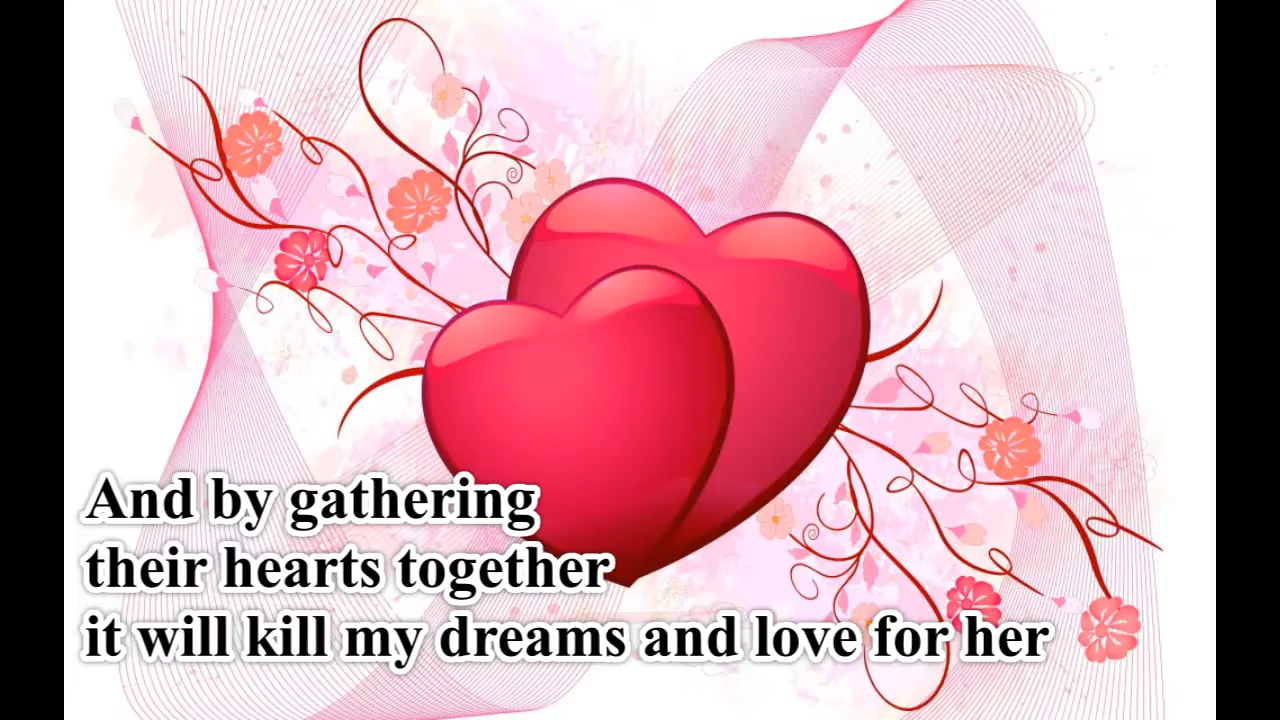 And by gathering
their hearts together
it will kill my dreams and love for her